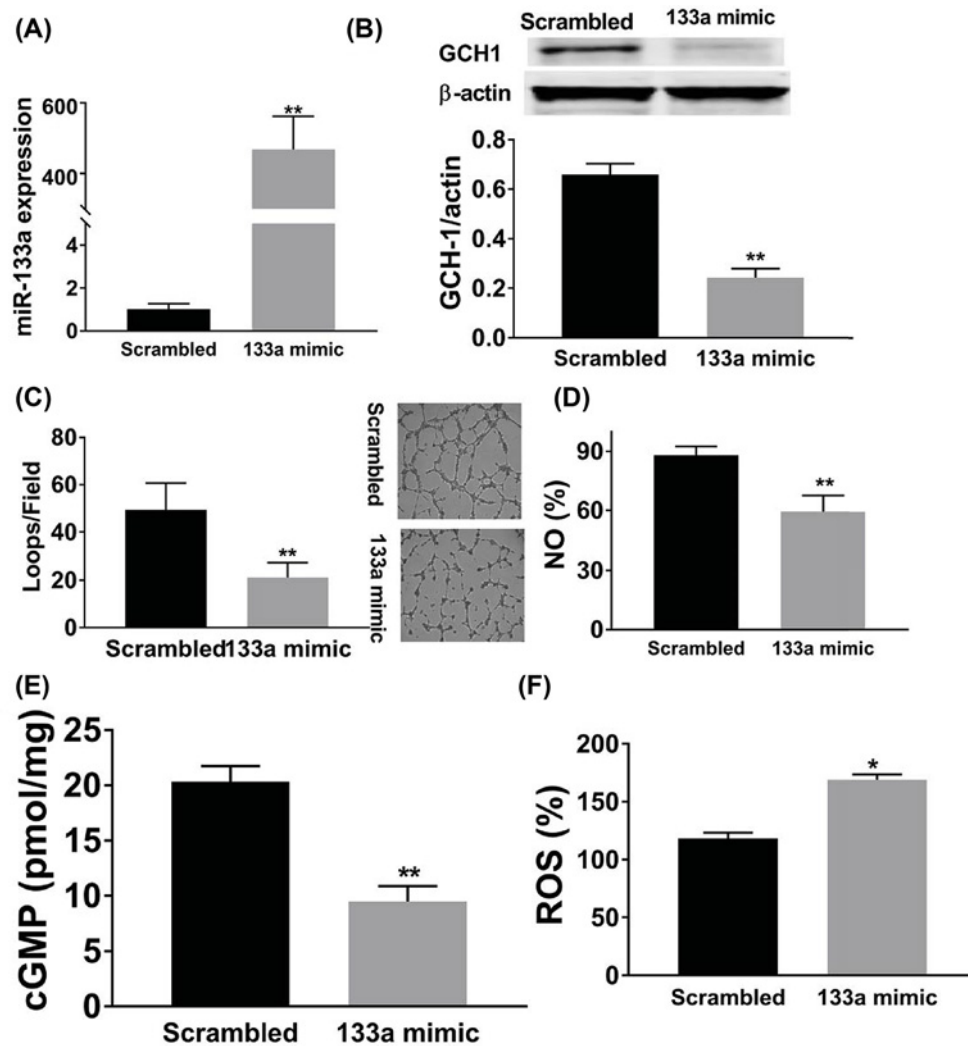 (A)
miR-133a expression
600
400
4
2
0
**
Scrambled 133a mimic
(B)
Scrambled 133a mimic
GCH1
β-actin
GCH-1/actin
0.6
0.4
0.2
0.0
**
Scrambled 133a mimic
(C)
Loops/Field
80
60
40
20
0
**
Scrambled 133a mimic
Scrambled
133a mimic
(D)
NO (%)
90
60
30
0
**
Scrambled 133a mimic
(E)
cGMP (pmol/mg)
25
20
15
10
5
0
**
Scrambled 133a mimic
(F)
ROS (%)
200
150
100
50
0
*
Scrambled 133a mimic